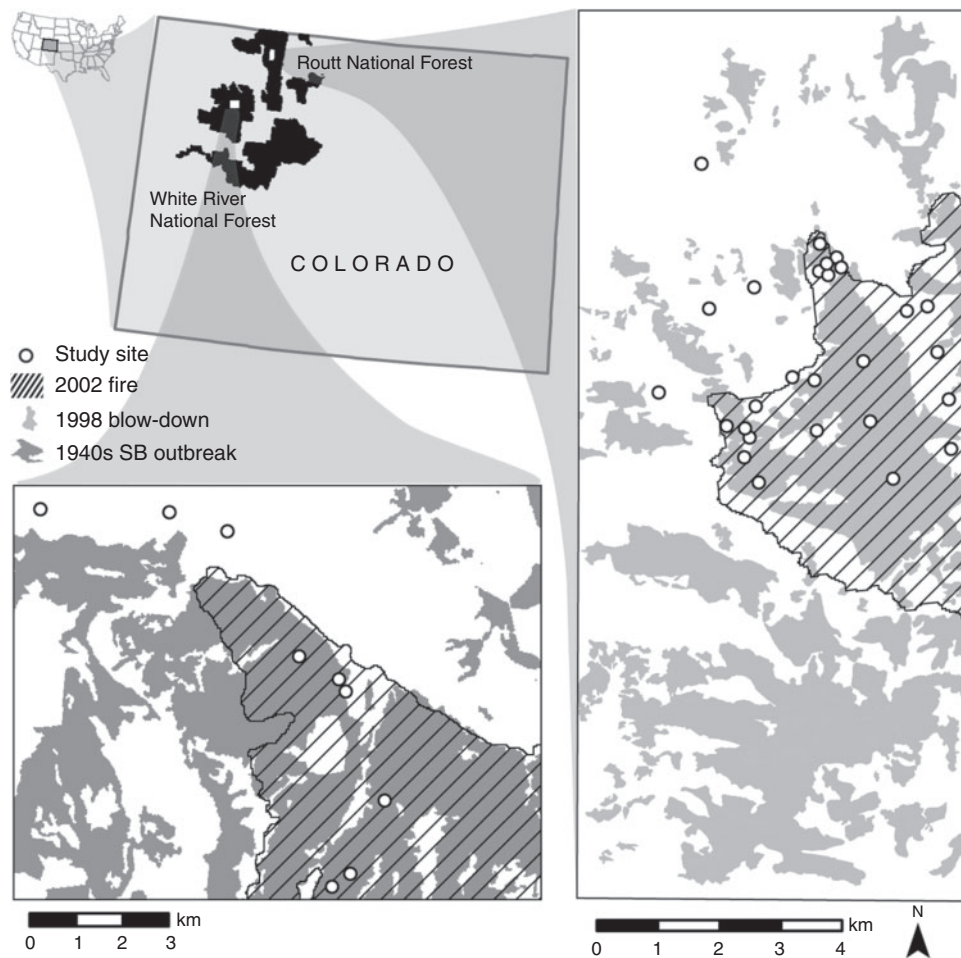 Routt National Forest
White River
National Forest
COLORADO
Study site
2002 fire
1998 blow-down
1940s SB outbreak
km
0 1 2 3
km
0 1 2 3 4
N